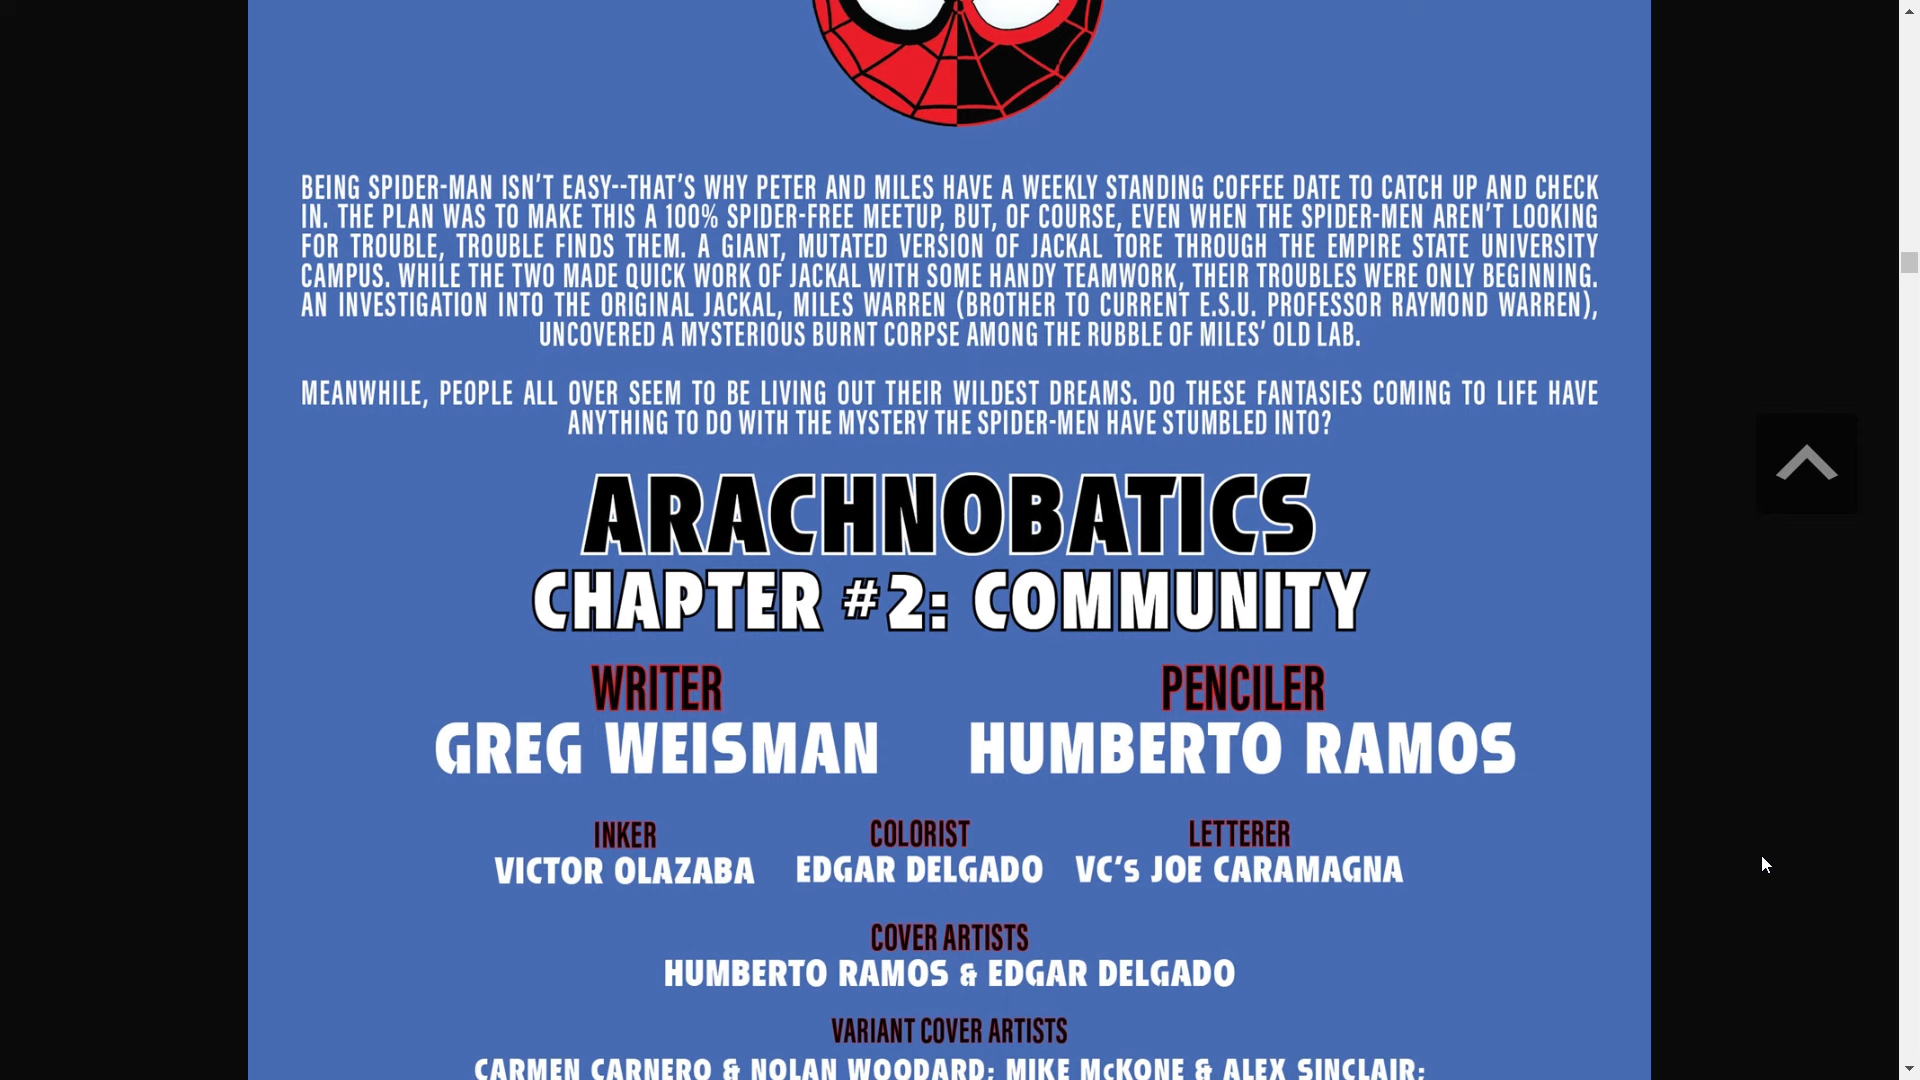 BEING SPIDER-MAN ISN'T EASY--THAT'S WHY PETER AND MILES HAVE A WEEKLY STANDING COFFEE DATE TO CATCH UP AND CHECK
IN. THE PLAN WAS TO MAKE THIS A 100% SPIDER-FREE MEETUP, BUT, OF COURSE, EVEN WHEN THE SPIDER-MEN AREN'T LOOKING
FOR TROUBLE, TROUBLE FINDS THEM. A GIANT, MUTATED VERSION OF JACKAL TORE THROUGH THE EMPIRE STATE UNIVERSITY
CAMPUS. WHILE THE TWO MADE QUICK WORK OF JACKAL WITH SOME HANDY TEAMWORK, THEIR TROUBLES WERE ONLY BEGINNING.
AN INVESTIGATION INTO THE ORIGINAL JACKAL, MILES WARREN (BROTHER TO CURRENT E.S.U. PROFESSOR RAYMOND WARREN),
UNCOVERED A MYSTERIOUS BURNT CORPSE AMONG THE RUBBLE OF MILES' OLD LAB.
MEANWHILE, PEOPLE ALL OVER SEEM TO BE LIVING OUT THEIR WILDEST DREAMS. DO THESE FANTASIES COMING TO LIFE HAVE
ANYTHING TO DO WITH THE MYSTERY THE SPIDER-MEN HAVE STUMBLED INTO?
ARACHNOBATICS
CHAPTER #2: COMMUNITY
WRITER
GREG WEISMAN
PENCILER
HUMBERTO RAMOS
INKER
VICTOR OLAZABA
COLORIST
EDGAR DELGADO
LETTERER
VC's JOE CARAMAGNA
COVER ARTISTS
HUMBERTO RAMOS & EDGAR DELGADO
VARIANT COVER ARTISTS
CARMEN CARNERO & NOLAN WOODARD; MIKE McKONE & ALEX SINCLAIR;